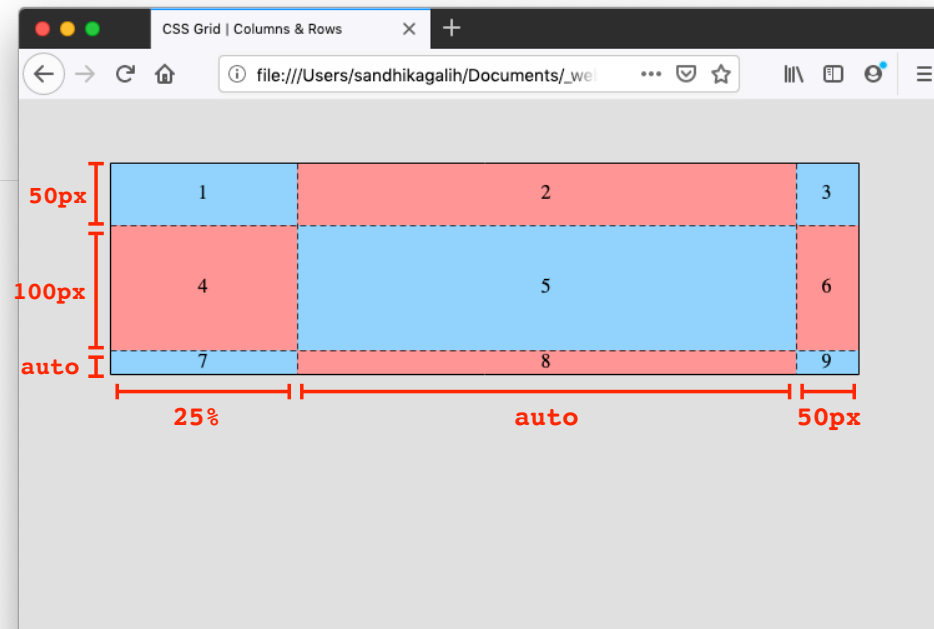 CSS Grid | Columns & Rows
file:///Users/sandhikagalih/Documents/_we
50px
1
2
3
100px
4
5
6
auto
7
8
9
25%
auto
50px